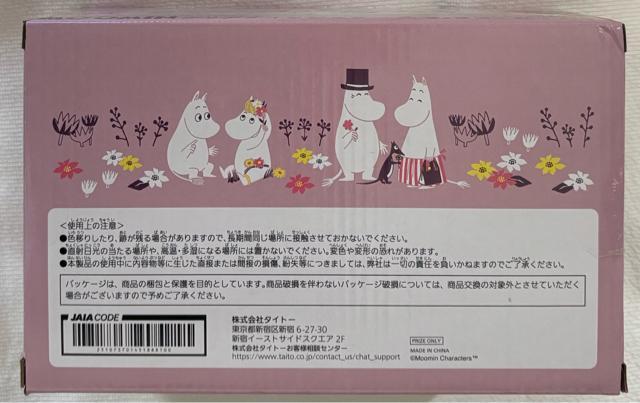 <使用上の注意>
●色移りしたり、跡が残る場合がありますので、長期間同じ場所に接触させておかないでください。
●直射日光の当たる場所や、高温・多湿になる場所には置かないでください。変色や変形の恐れがあります。
●本製品の使用中に内容物等に生じた直接または間接の損傷、紛失等につきましては、弊社は一切の責任を負いかねますのでご了承ください。
パッケージは、商品の梱包と保護を目的としています。商品破損を伴わないパッケージ破損については、商品交換の対象外とさせていただく
場合がございますので予めご了承ください。
JAIA CODE
株式会社タイトー
東京都新宿区新宿 6-27-30
新宿イーストサイドスクエア 2F
株式会社タイトーお客様相談センター
https://www.taito.co.jp/contact_us/chat_support
PRIZE ONLY
MADE IN CHINA
©Moomin Characters™